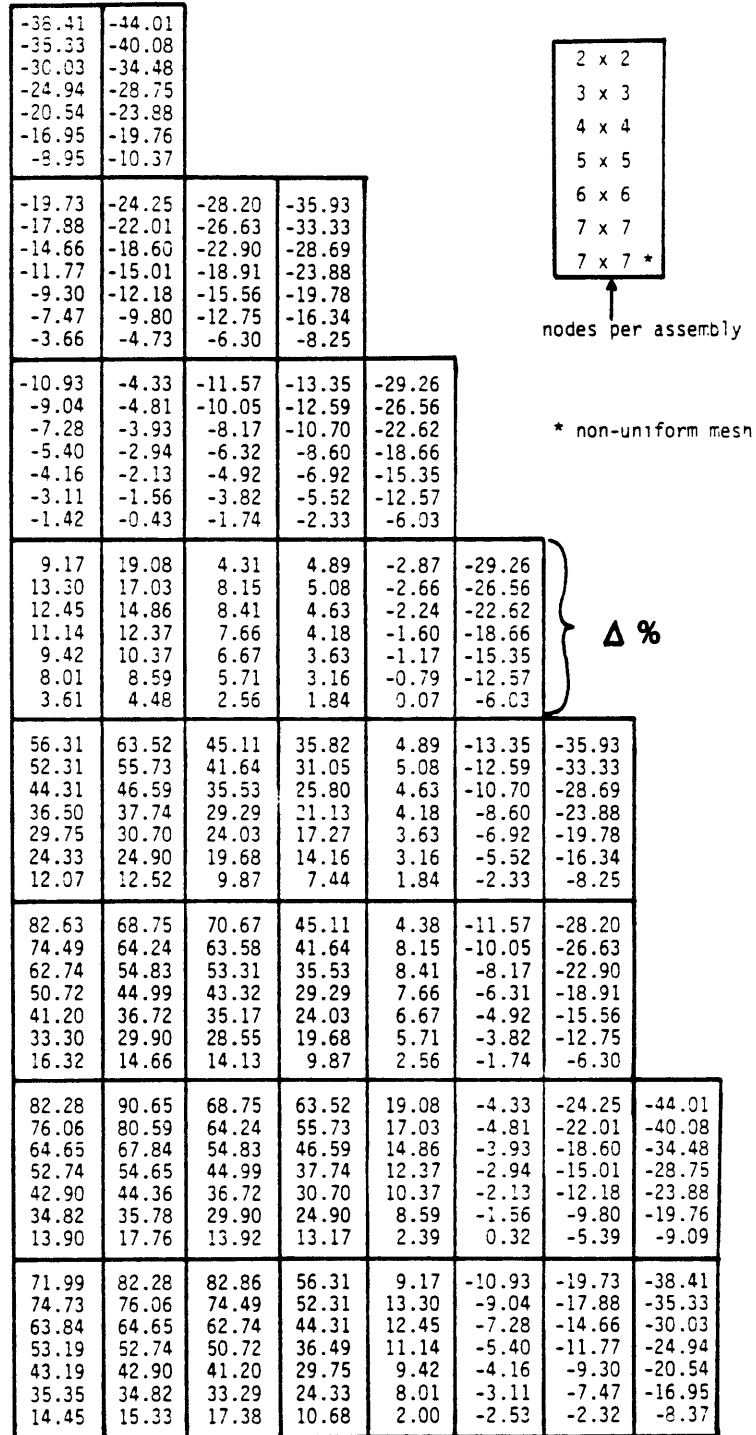 -38.41 -44.01
-35.33 -40.08
-30.03 -34.48
-24.94 -28.75
-20.54 -23.88
-16.95 -19.76
-8.95 -10.37
2 x 2
3 x 3
4 x 4
5 x 5
6 x 6
7 x 7
7 x 7 *
nodes per assembly
-19.73 -24.25 -28.20 -35.93
-17.88 -22.01 -26.63 -33.33
-14.66 -18.60 -22.90 -28.69
-11.77 -15.01 -18.91 -23.88
-9.30 -12.18 -15.56 -19.78
-7.47 -9.80 -12.75 -16.34
-3.66 -4.73 -6.30 -8.25
* non-uniform mesh
-10.93 -4.33 -11.57 -13.35 -29.26
-9.04 -4.81 -10.05 -12.59 -26.56
-7.28 -3.93 -8.17 -10.70 -22.62
-5.40 -2.94 -6.32 -8.60 -18.66
-4.16 -2.13 -4.92 -6.92 -15.35
-3.11 -1.56 -3.82 -5.52 -12.57
-1.42 -0.43 -1.74 -2.33 -6.03
9.17 19.08 4.31 4.89 -2.87 -29.26
13.30 17.03 8.15 5.08 -2.66 -26.56
12.45 14.86 8.41 4.63 -2.24 -22.62
11.14 12.37 7.66 4.18 -1.60 -18.66
9.42 10.37 6.67 3.63 -1.17 -15.35
8.01 8.59 5.71 3.16 -0.79 -12.57
3.61 4.48 2.56 1.84 0.07 -6.03
Δ %
56.31 63.52 45.11 35.82 4.89 -13.35 -35.93
52.31 55.73 41.64 31.05 5.08 -12.59 -33.33
44.31 46.59 35.53 25.80 4.63 -10.70 -28.69
36.50 37.74 29.29 21.13 4.18 -8.60 -23.88
29.75 30.70 24.03 17.27 3.63 -6.92 -19.78
24.33 24.90 19.68 14.16 3.16 -5.52 -16.34
12.07 12.52 9.87 7.44 1.84 -2.33 -8.25
82.63 68.75 70.67 45.11 4.38 -11.57 -28.20
74.49 64.24 63.58 41.64 8.15 -10.05 -26.63
62.74 54.83 53.31 35.53 8.41 -8.17 -22.90
50.72 44.99 43.32 29.29 7.66 -6.31 -18.91
41.20 36.72 35.17 24.03 6.67 -4.92 -15.56
33.30 29.90 28.55 19.68 5.71 -3.82 -12.75
16.32 14.66 14.13 9.87 2.56 -1.74 -6.30
82.28 90.65 68.75 63.52 19.08 -4.33 -24.25 -44.01
76.06 80.59 64.24 55.73 17.03 -4.81 -22.01 -40.08
64.65 67.84 54.83 46.59 14.86 -3.93 -18.60 -34.48
52.74 54.65 44.99 37.74 12.37 -2.94 -15.01 -28.75
42.90 44.36 36.72 30.70 10.37 -2.13 -12.18 -23.88
34.82 35.78 29.90 24.90 8.59 -1.56 -9.80 -19.76
13.90 17.76 13.92 13.17 2.39 0.32 -5.39 -9.09
71.99 82.28 82.86 56.31 9.17 -10.93 -19.73 -38.41
74.73 76.06 74.49 52.31 13.30 -9.04 -17.88 -35.33
63.84 64.65 62.74 44.31 12.45 -7.28 -14.66 -30.03
53.19 52.74 50.72 36.49 11.14 -5.40 -11.77 -24.94
43.19 42.90 41.20 29.75 9.42 -4.16 -9.30 -20.54
35.35 34.82 33.29 24.33 8.01 -3.11 -7.47 -16.95
14.45 15.33 17.38 10.68 2.00 -2.53 -2.32 -8.37